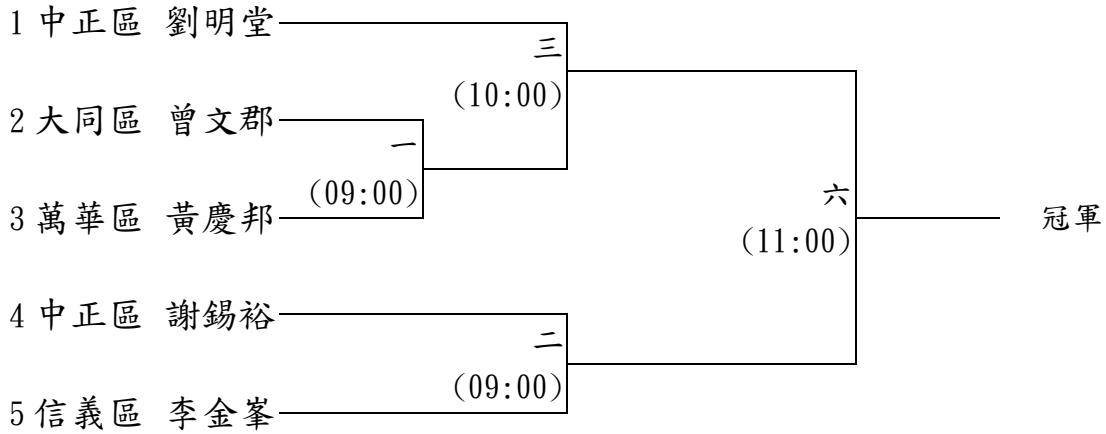 1 中正區 劉明堂
三
(10:00)
2 大同區 曾文郡
一
(09:00)
3 萬華區 黃慶邦
六
(11:00)
冠軍
4 中正區 謝錫裕
二
(09:00)
5 信義區 李金峯